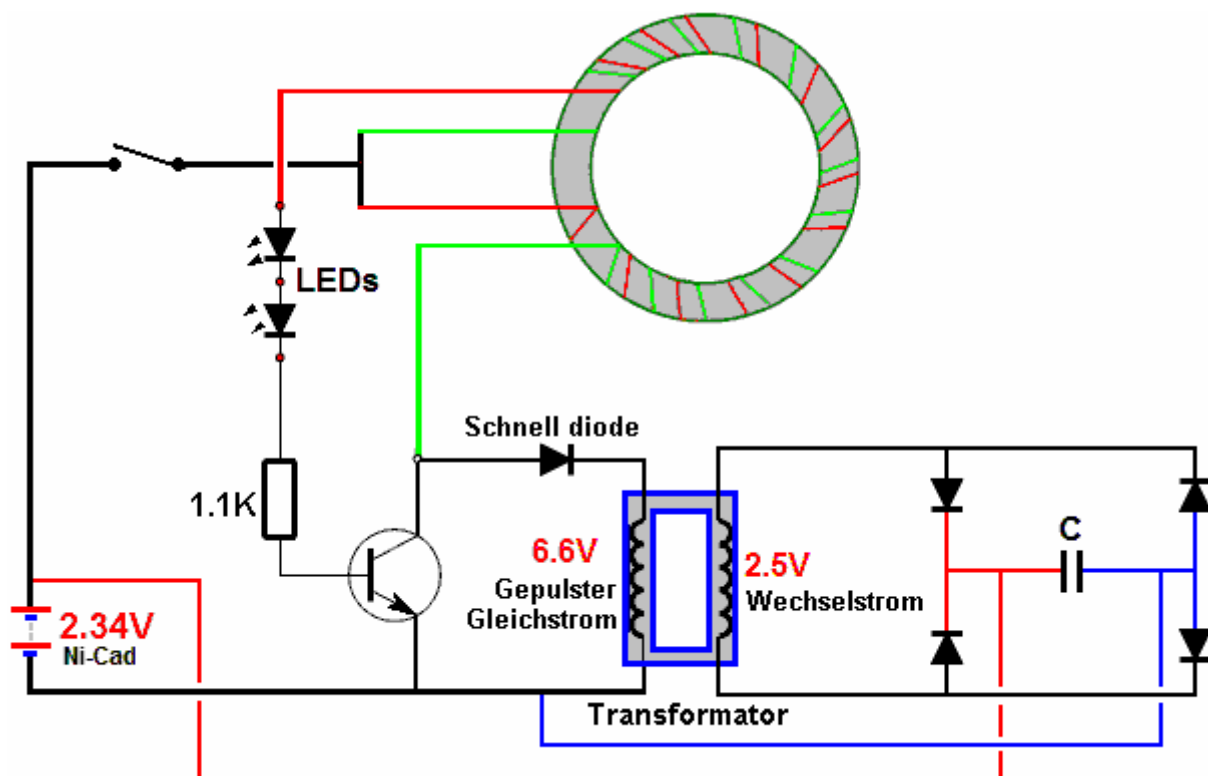 LEDs
Schnell diode
1.1K
C
6.6V
Gepulster
Gleichstrom
2.5V
Wechselstrom
2.34V
Ni-Cad
Transformator